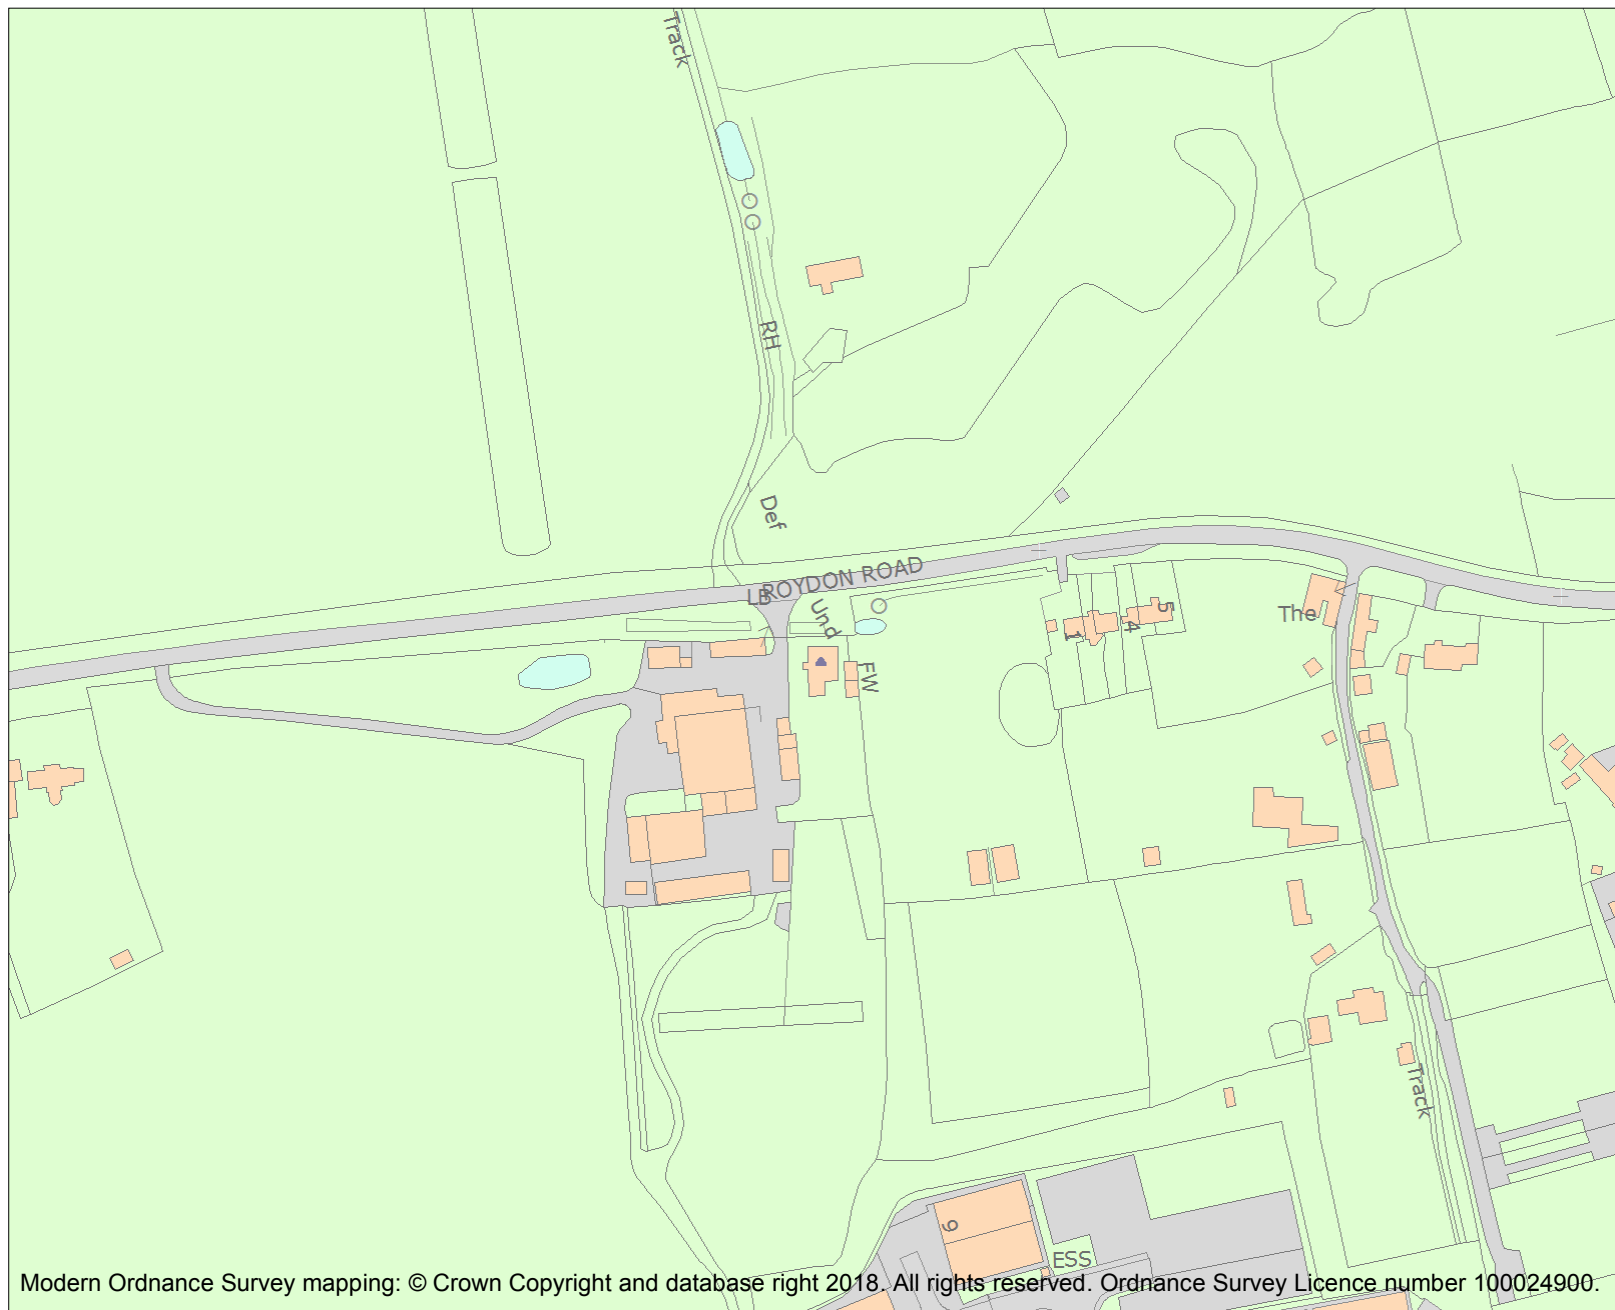 Track
RH
Def
ROYDON ROAD
LB
Und
The
5
4
1
FW
Track
9
ESS
Modern Ordnance Survey mapping: © Crown Copyright and database right 2018. All rights reserved. Ordnance Survey Licence number 100024900.